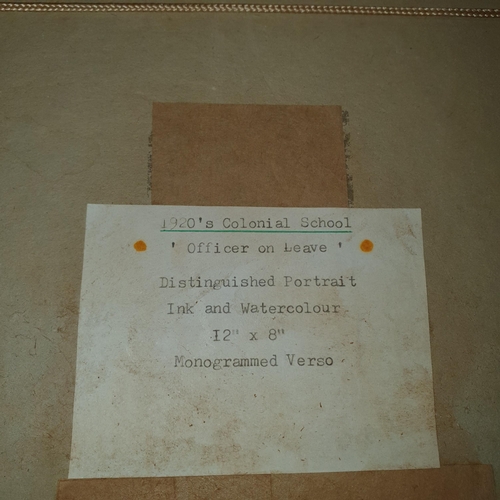 1920's Colonial School
' Officer on Leave '
Distinguished Portrait
Ink and Watercolour
12" x 8"
Monogrammed Verso